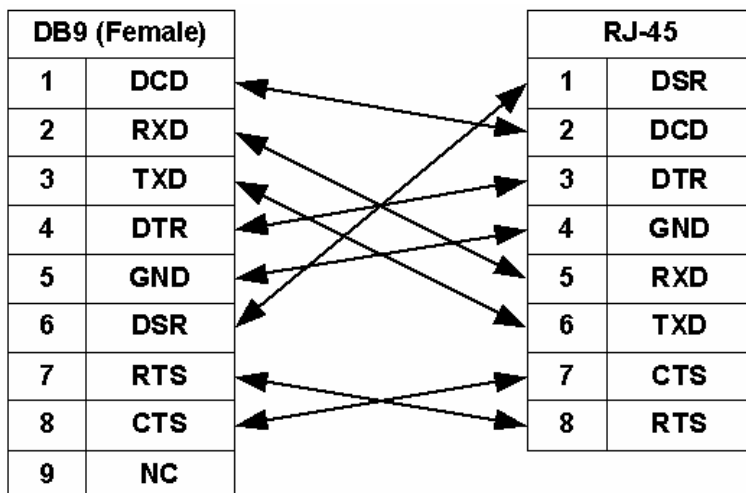 DB9 (Female)
1 DCD
2 RXD
3 TXD
4 DTR
5 GND
6 DSR
7 RTS
8 CTS
9 NC
RJ-45
1 DSR
2 DCD
3 DTR
4 GND
5 RXD
6 TXD
7 CTS
8 RTS